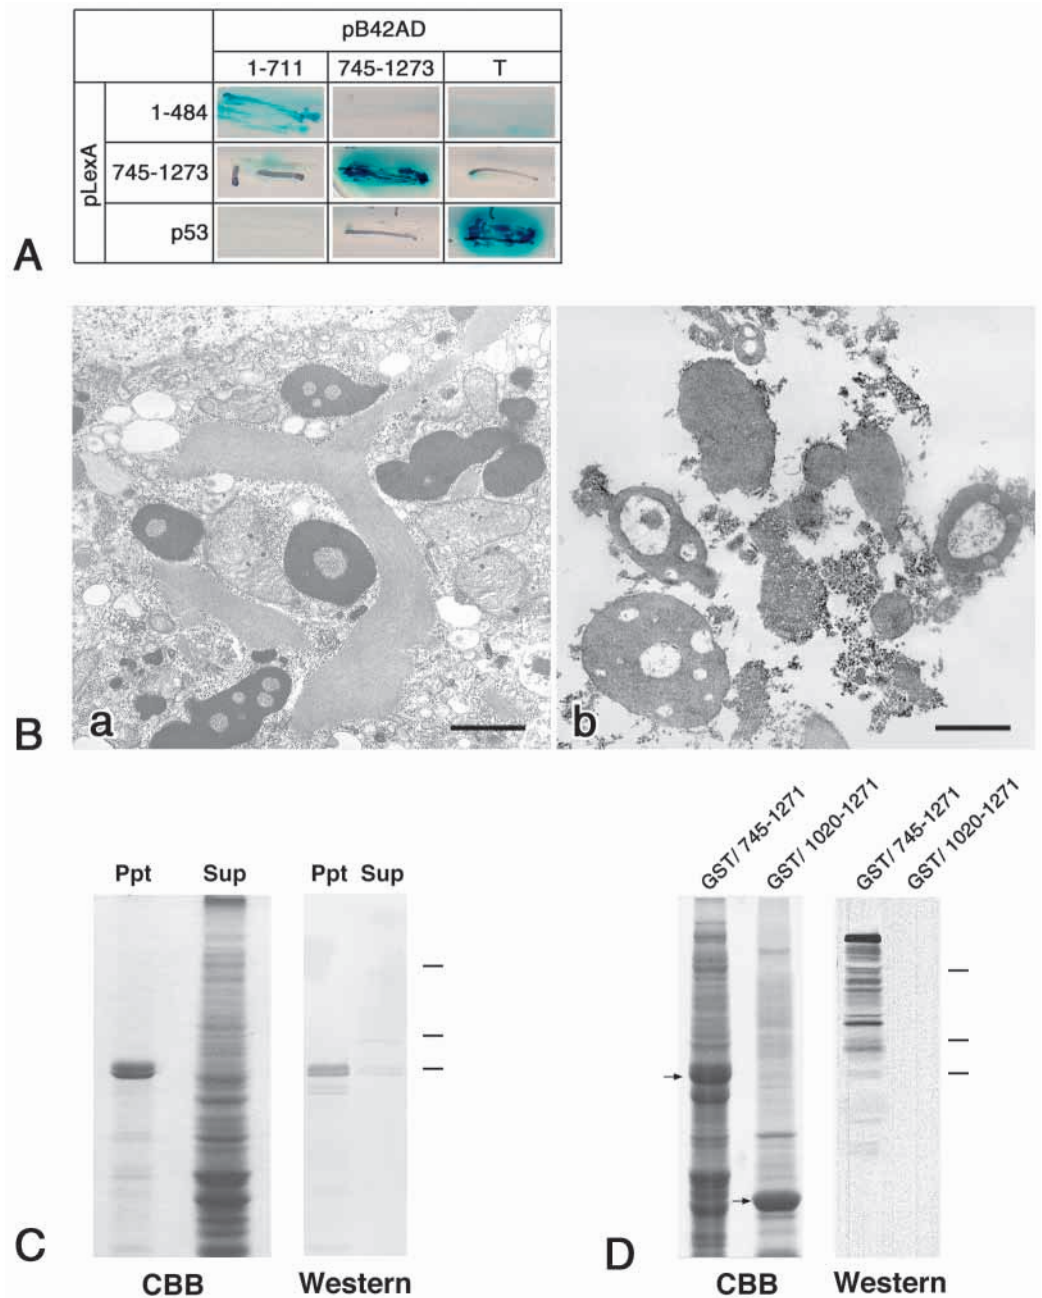 pB42AD
1-711 745-1273 T
pLexA
1-484
745-1273
p53
A
B
a
b
GST/ 745-1271
GST/ 1020-1271
GST/ 745-1271
GST/ 1020-1271
Ppt Sup
Ppt Sup
C
CBB
Western
D
CBB
Western